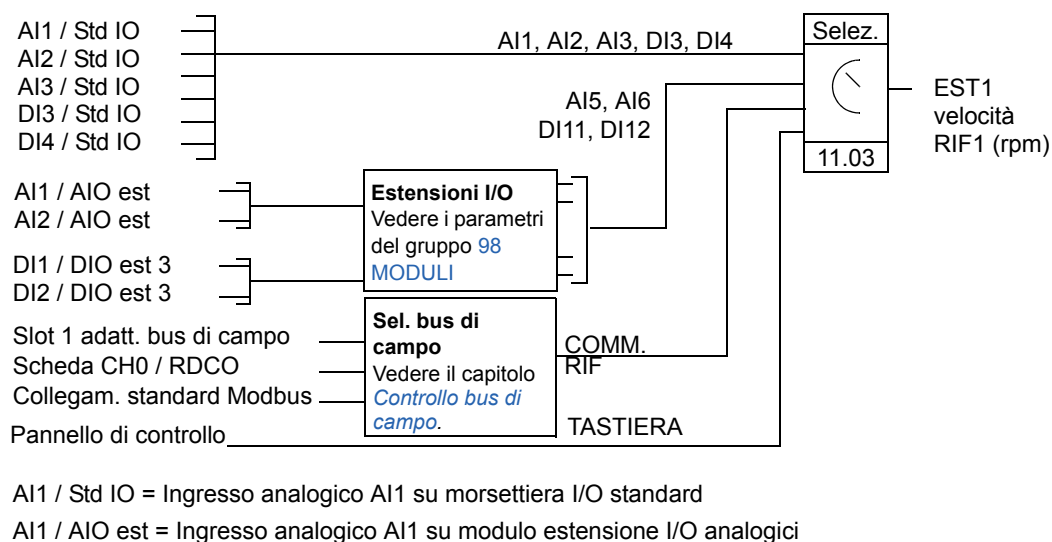 AI1 / Std IO
AI2 / Std IO
AI3 / Std IO
DI3 / Std IO
DI4 / Std IO
AI1, AI2, AI3, DI3, DI4
Selez.
11.03
EST1
velocità
RIF1 (rpm)
AI5, AI6
DI11, DI12
AI1 / AIO est
AI2 / AIO est
DI1 / DIO est 3
DI2 / DIO est 3
Estensioni I/O
Vedere i parametri
del gruppo 98
MODULI
Slot 1 adatt. bus di campo
Scheda CH0 / RDCO
Collegam. standard Modbus
Sel. bus di
campo
Vedere il capitolo
Controllo bus di
campo.
COMM.
RIF
Pannello di controllo
TASTIERA
AI1 / Std IO = Ingresso analogico AI1 su morsettiera I/O standard
AI1 / AIO est = Ingresso analogico AI1 su modulo estensione I/O analogici